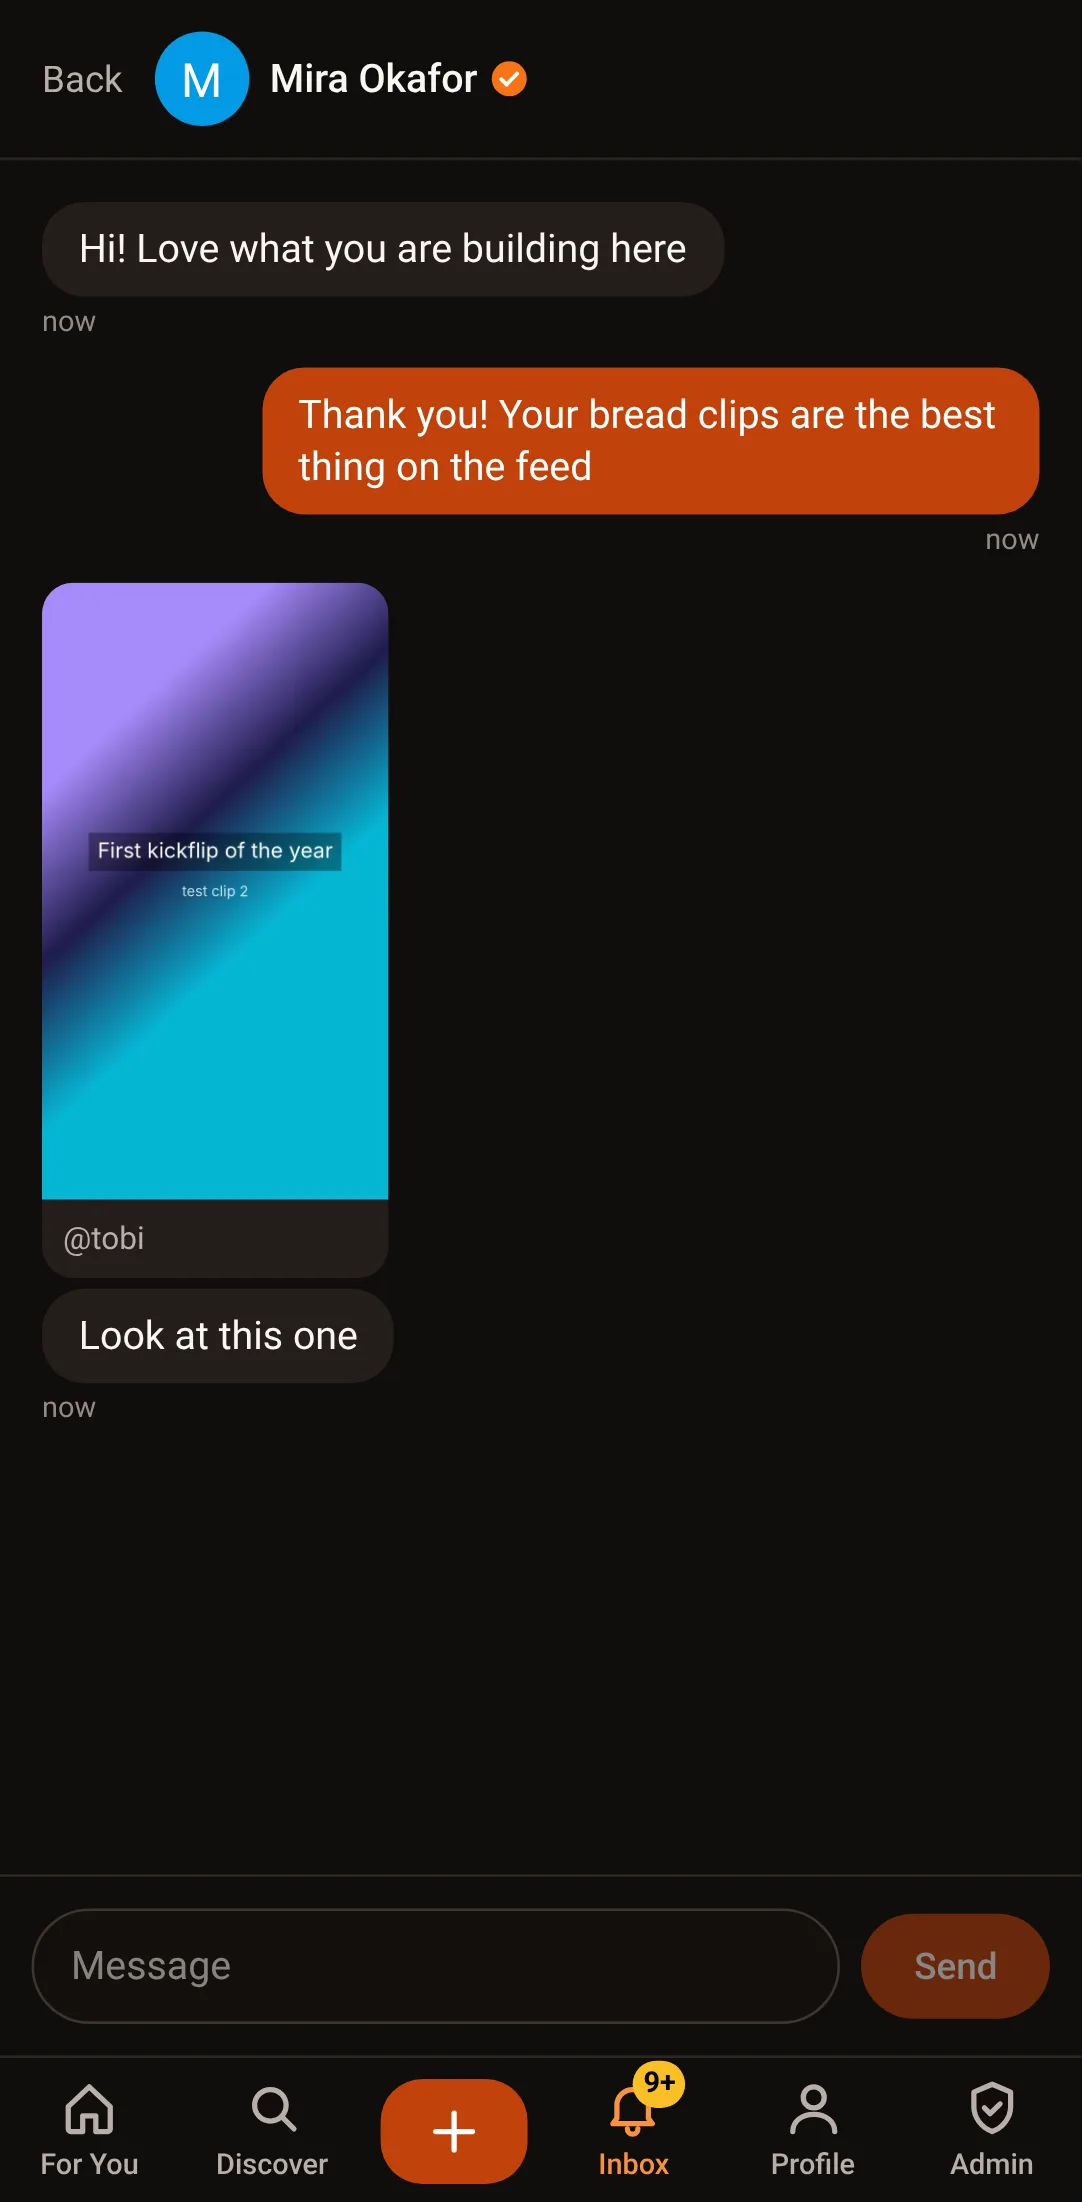 Back
M
Mira Okafor
Hi! Love what you are building here
now
Thank you! Your bread clips are the best
thing on the feed
now
First kickflip of the year
test clip 2
@tobi
Look at this one
now
Message
Send
9+
For You
Discover
Inbox
Profile
Admin